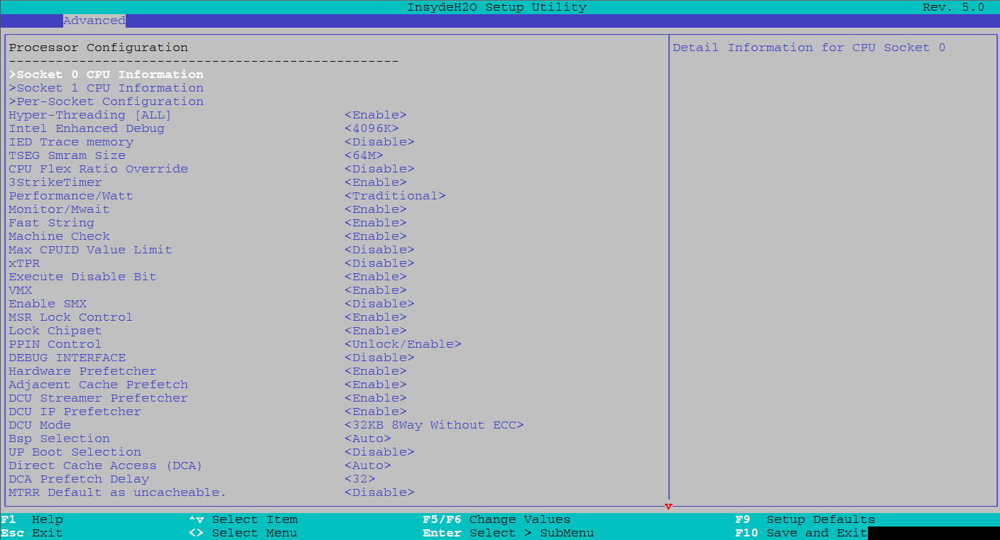 InsydeH2O Setup Utility Rev. 5.0
Advanced
Processor Configuration
Detail Information for CPU Socket 0
--------------------------------------------------
>Socket 0 CPU Information
>Socket 1 CPU Information
>Per-Socket Configuration
Hyper-Threading [ALL] <Enable>
Intel Enhanced Debug <4096K>
IED Trace memory <Disable>
TSEG Smram Size <64M>
CPU Flex Ratio Override <Disable>
3StrikeTimer <Enable>
Performance/Watt <Traditional>
Monitor/Mwait <Enable>
Fast String <Enable>
Machine Check <Enable>
Max CPUID Value Limit <Disable>
xTPR <Disable>
Execute Disable Bit <Enable>
VMX <Enable>
Enable SMX <Disable>
MSR Lock Control <Enable>
Lock Chipset <Enable>
PPIN Control <Unlock/Enable>
DEBUG INTERFACE <Disable>
Hardware Prefetcher <Enable>
Adjacent Cache Prefetch <Enable>
DCU Streamer Prefetcher <Enable>
DCU IP Prefetcher <Enable>
DCU Mode <32KB 8Way Without ECC>
Bsp Selection <Auto>
UP Boot Selection <Disable>
Direct Cache Access (DCA) <Auto>
DCA Prefetch Delay <32>
MTRR Default as uncacheable. <Disable>
v
F1 Help ^v Select Item F5/F6 Change Values F9 Setup Defaults
Esc Exit <> Select Menu Enter Select > SubMenu F10 Save and Exit